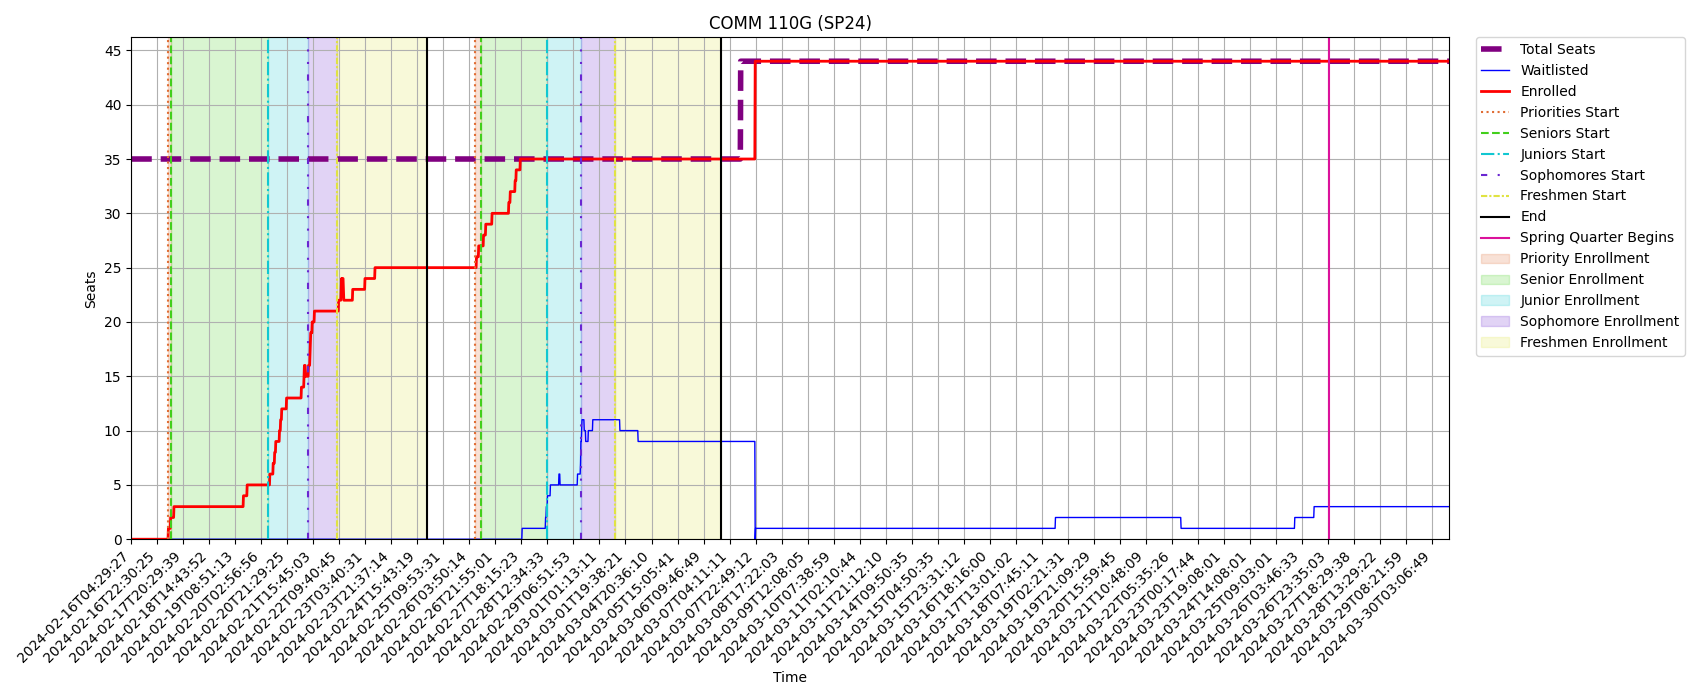 COMM 110G (SP24)
45
40
35
30
25
20
15
10
5
0
Seats
2024-02-16T04:29:27
2024-02-16T22:30:25
2024-02-17T20:29:39
2024-02-18T14:43:52
2024-02-19T08:51:13
2024-02-20T02:56:56
2024-02-20T21:29:25
2024-02-21T15:45:03
2024-02-22T09:40:45
2024-02-23T03:40:31
2024-02-23T21:37:14
2024-02-24T15:43:19
2024-02-25T09:53:31
2024-02-26T03:50:14
2024-02-26T21:55:01
2024-02-27T18:15:23
2024-02-28T12:34:33
2024-02-29T06:51:53
2024-03-01T01:13:11
2024-03-01T19:38:21
2024-03-04T20:36:10
2024-03-05T15:05:41
2024-03-06T09:46:49
2024-03-07T04:11:11
2024-03-07T22:49:12
2024-03-08T17:22:03
2024-03-09T12:08:05
2024-03-10T07:38:59
2024-03-11T02:10:44
2024-03-11T21:12:10
2024-03-14T09:50:35
2024-03-15T04:50:35
2024-03-15T23:31:12
2024-03-16T18:16:00
2024-03-17T13:01:02
2024-03-18T07:45:11
2024-03-19T02:21:31
2024-03-19T21:09:29
2024-03-20T15:59:45
2024-03-21T10:48:09
2024-03-22T05:35:26
2024-03-23T00:17:44
2024-03-23T19:08:01
2024-03-24T14:08:01
2024-03-25T09:03:01
2024-03-26T03:46:33
2024-03-26T23:35:03
2024-03-27T18:29:38
2024-03-28T13:29:22
2024-03-29T08:21:59
2024-03-30T03:06:49
Time
Total Seats
Waitlisted
Enrolled
Priorities Start
Seniors Start
Juniors Start
Sophomores Start
Freshmen Start
End
Spring Quarter Begins
Priority Enrollment
Senior Enrollment
Junior Enrollment
Sophomore Enrollment
Freshmen Enrollment